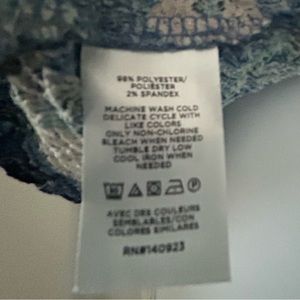 98% POLYESTER/
POLIÉSTER
2% SPANDEX
MACHINE WASH COLD
DELICATE CYCLE WITH
LIKE COLORS
ONLY NON-CHLORINE
BLEACH WHEN NEEDED
TUMBLE DRY LOW
COOL IRON WHEN
NEEDED
AVEC DES COULEURS
SEMBLABLES/CON
COLORES SIMILARES
RN#140923